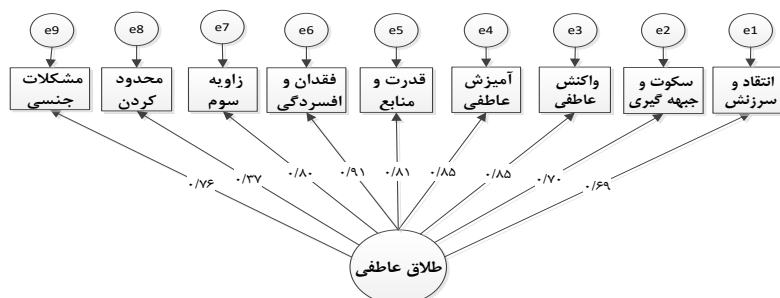 e9
e8
e7
e6
e5
e4
e3
e2
e1
مشکلات
جنسی
محدود
کردن
زاویه
سوم
فقدان و
افسردگی
قدرت و
منابع
آمیزش
عاطفی
واکنش
عاطفی
سکوت و
جبهه گیری
انتقاد و
سرزنش
۰/۷۶
۰/۳۷
۰/۸۰
۰/۹۱
۰/۸۱
۰/۸۵
۰/۸۵
۰/۷۰
۰/۶۹
طلاق عاطفی